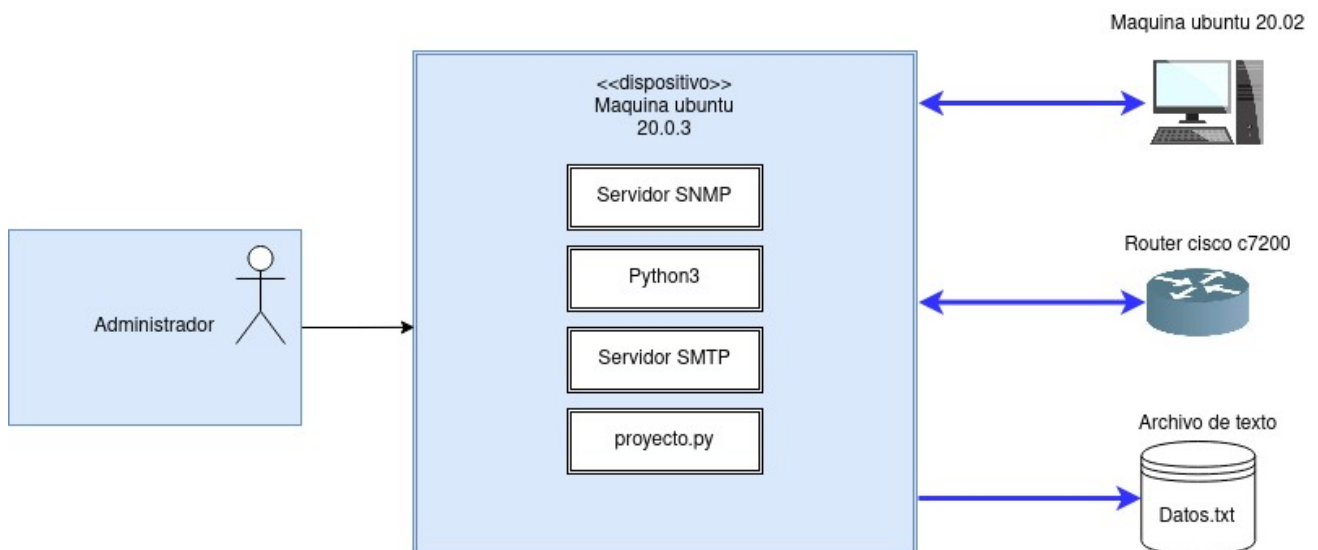 Maquina ubuntu 20.02
<<dispositivo>>
Maquina ubuntu
20.0.3
Servidor SNMP
Router cisco c7200
Python3
Administrador
Servidor SMTP
Archivo de texto
proyecto.py
Datos.txt